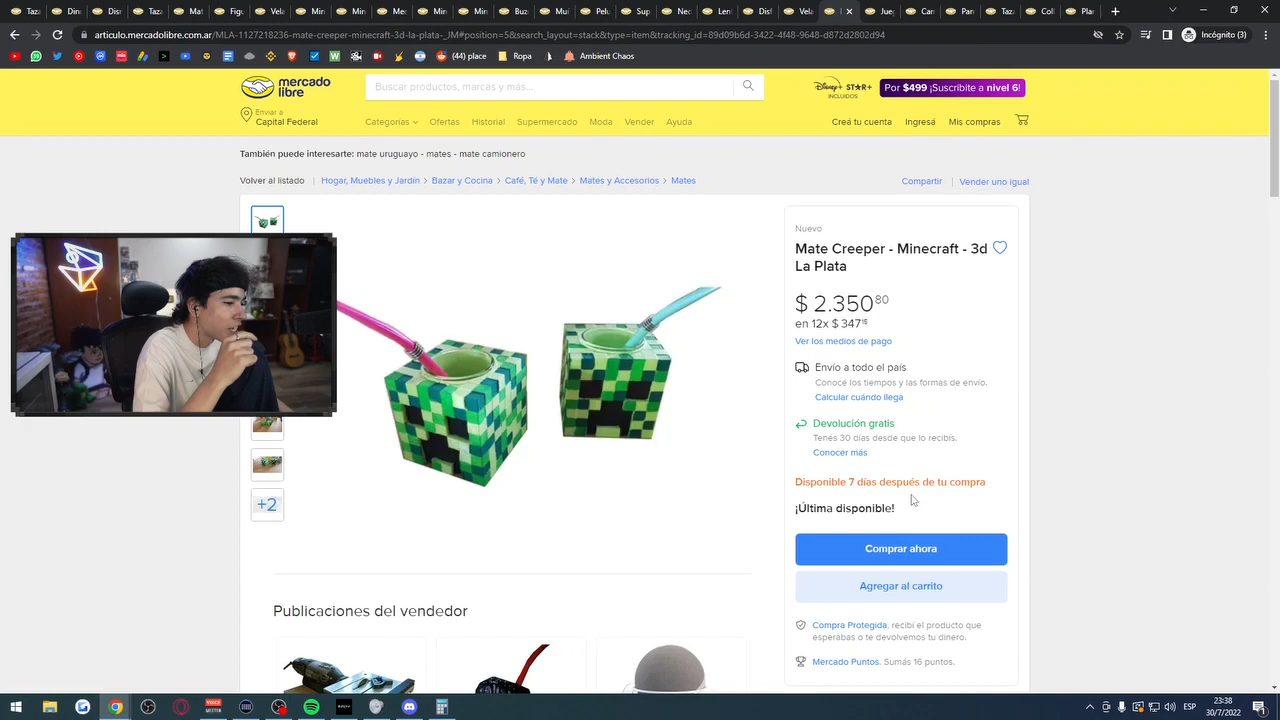 Incógnito (3)
articulo.mercadolibre.com.ar/MLA-1127218236-mate-creeper-minecraft-3d-la-plata-_JM#position=5&search_layout=stack&type=item&tracking_id=89d09b6d-3422-4f48-9648-d872d2802d94
(44) place
Ropa
Ambient Chaos
mercado
libre
Buscar productos, marcas y más...
Disney+ STAR+
INCLUIDOS
Por $499 ¡Suscribite a nivel 6!
Enviar a
Capital Federal
Categorías
Ofertas
Historial
Supermercado
Moda
Vender
Ayuda
Creá tu cuenta
Ingresá
Mis compras
También puede interesarte: mate uruguayo - mates - mate camionero
Volver al listado
Hogar, Muebles y Jardín > Bazar y Cocina > Café, Té y Mate > Mates y Accesorios > Mates
Compartir
Vender uno igual
Nuevo
Mate Creeper - Minecraft - 3d
La Plata
$ 2.350 80
en 12x $ 347 15
Ver los medios de pago
Envío a todo el país
Conocé los tiempos y las formas de envío.
Calcular cuándo llega
Devolución gratis
Tenés 30 días desde que lo recibís.
Conocer más
Disponible 7 días después de tu compra
¡Última disponible!
Comprar ahora
Agregar al carrito
Compra Protegida, recibí el producto que
esperabas o te devolvemos tu dinero.
Mercado Puntos. Sumás 16 puntos.
+2
Publicaciones del vendedor
ESP
23:38
30/7/2022